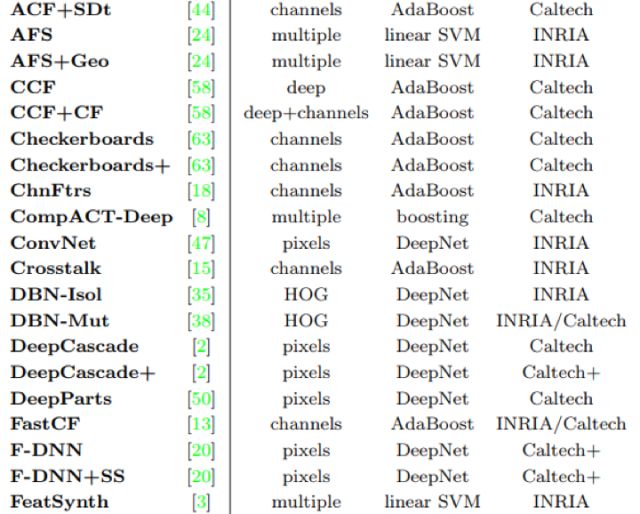 ACF+SDt [44] channels AdaBoost Caltech
AFS [24] multiple linear SVM INRIA
AFS+Geo [24] multiple linear SVM INRIA
CCF [58] deep AdaBoost Caltech
CCF+CF [58] deep+channels AdaBoost Caltech
Checkerboards [63] channels AdaBoost Caltech
Checkerboards+ [63] channels AdaBoost Caltech
ChnFtrs [18] channels AdaBoost INRIA
CompACT-Deep [8] multiple boosting Caltech
ConvNet [47] pixels DeepNet INRIA
Crosstalk [15] channels AdaBoost INRIA
DBN-Isol [35] HOG DeepNet INRIA
DBN-Mut [38] HOG DeepNet INRIA/Caltech
DeepCascade [2] pixels DeepNet Caltech
DeepCascade+ [2] pixels DeepNet Caltech+
DeepParts [50] pixels DeepNet Caltech
FastCF [13] channels AdaBoost INRIA/Caltech
F-DNN [20] pixels DeepNet Caltech+
F-DNN+SS [20] pixels DeepNet Caltech+
FeatSynth [3] multiple linear SVM INRIA